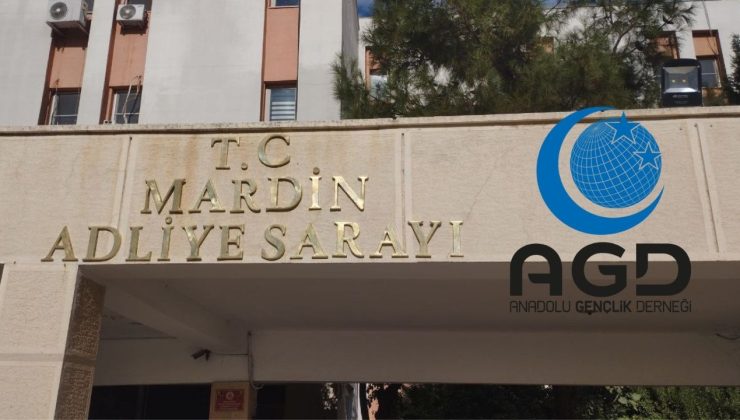 T.C
MARDİN
ADLİYE SARAYI
AGD
ANADOLU GENÇLİK DERNEĞİ